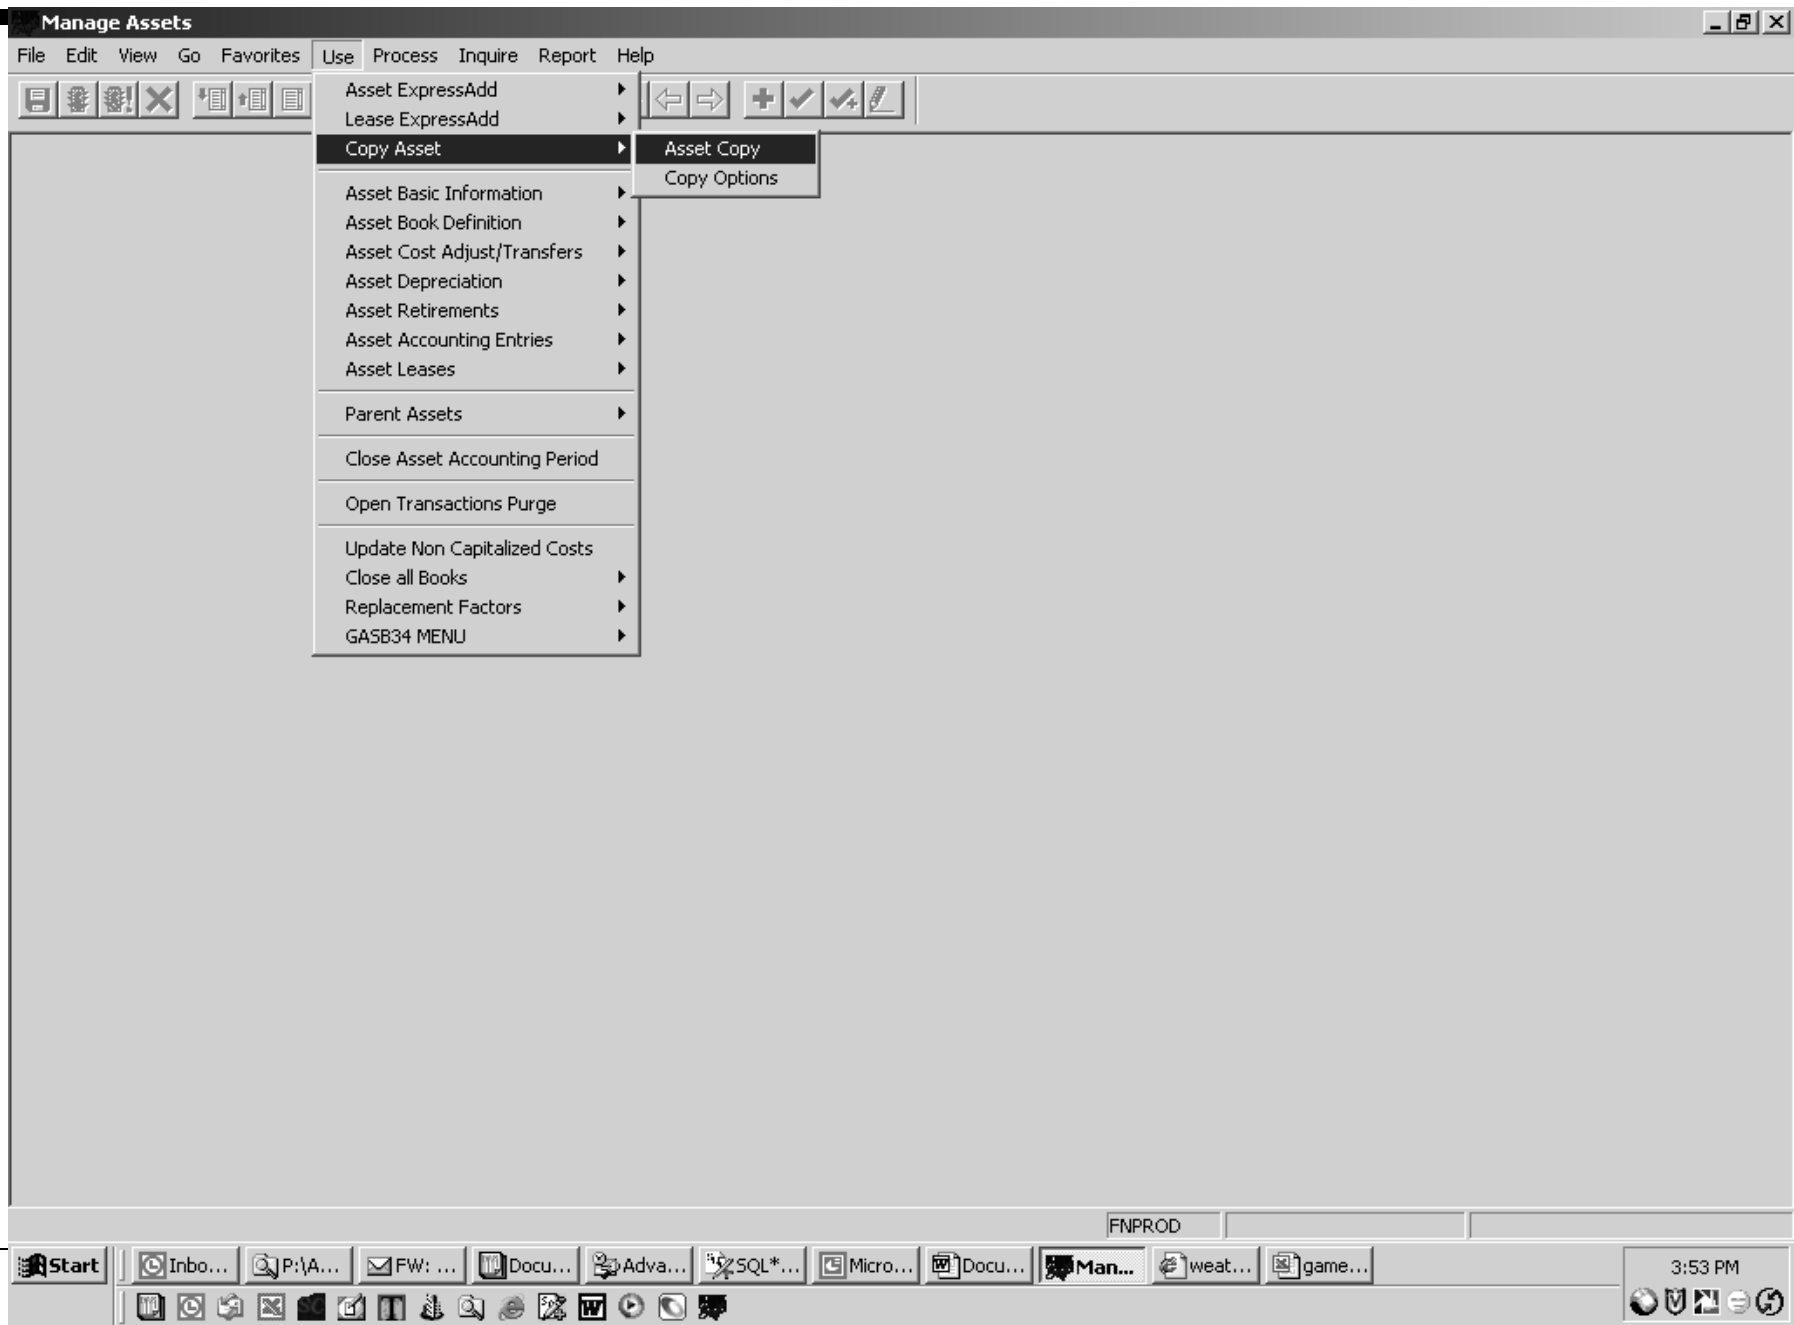 Manage Assets
File Edit View Go Favorites Use Process Inquire Report Help
Asset ExpressAdd
Lease ExpressAdd
Copy Asset
Asset Copy
Copy Options
Asset Basic Information
Asset Book Definition
Asset Cost Adjust/Transfers
Asset Depreciation
Asset Retirements
Asset Accounting Entries
Asset Leases
Parent Assets
Close Asset Accounting Period
Open Transactions Purge
Update Non Capitalized Costs
Close all Books
Replacement Factors
GASB34 MENU
FNPROD
Start Inbo... P:\A... FW: ... Docu... Adva... SQL*... Micro... Docu... Man... weat... game... 3:53 PM